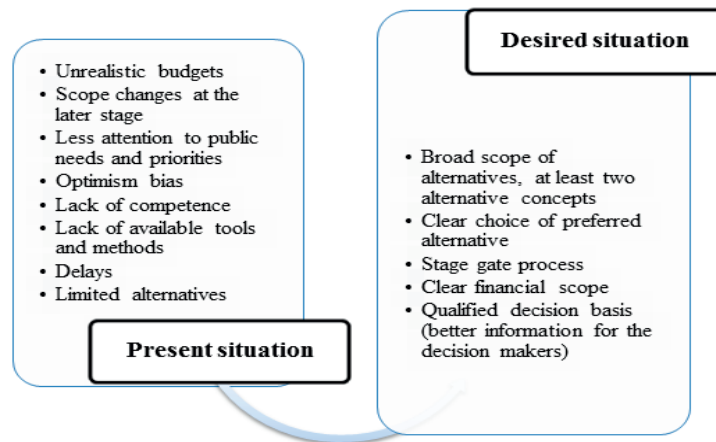 • Unrealistic budgets
• Scope changes at the
later stage
• Less attention to public
needs and priorities
• Optimism bias
• Lack of competence
• Lack of available tools
and methods
• Delays
• Limited alternatives
Present situation
Desired situation
• Broad scope of
alternatives, at least two
alternative concepts
• Clear choice of preferred
alternative
• Stage gate process
• Clear financial scope
• Qualified decision basis
(better information for the
decision makers)